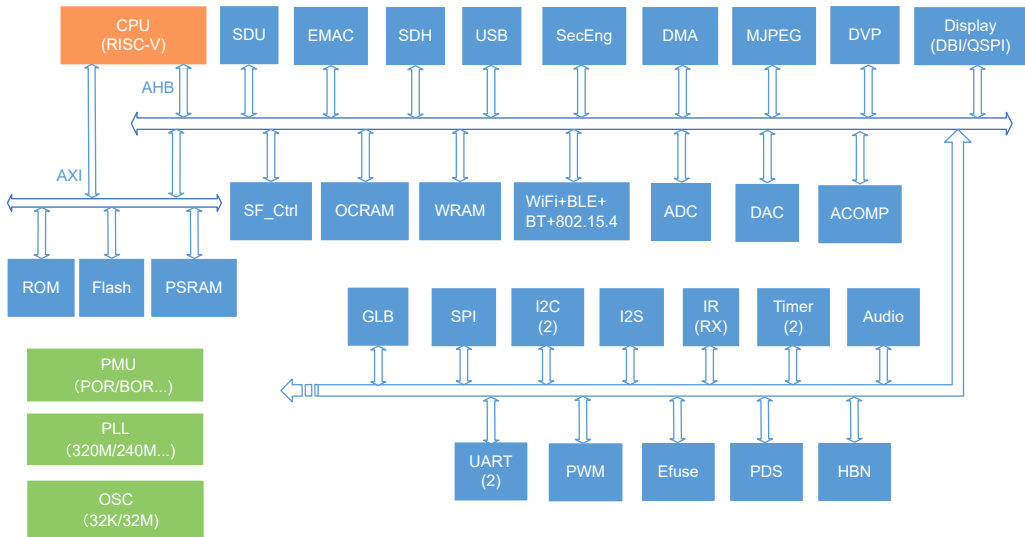 CPU
(RISC-V)
SDU
EMAC
SDH
USB
SecEng
DMA
MJPEG
DVP
Display
(DBI/QSPI)
AHB
AXI
SF_Ctrl
OCRAM
WRAM
WiFi+BLE+
BT+802.15.4
ADC
DAC
ACOMP
ROM
Flash
PSRAM
GLB
SPI
I2C
(2)
I2S
IR
(RX)
Timer
(2)
Audio
PMU
（POR/BOR...）
PLL
（320M/240M...）
OSC
（32K/32M）
UART
(2)
PWM
Efuse
PDS
HBN